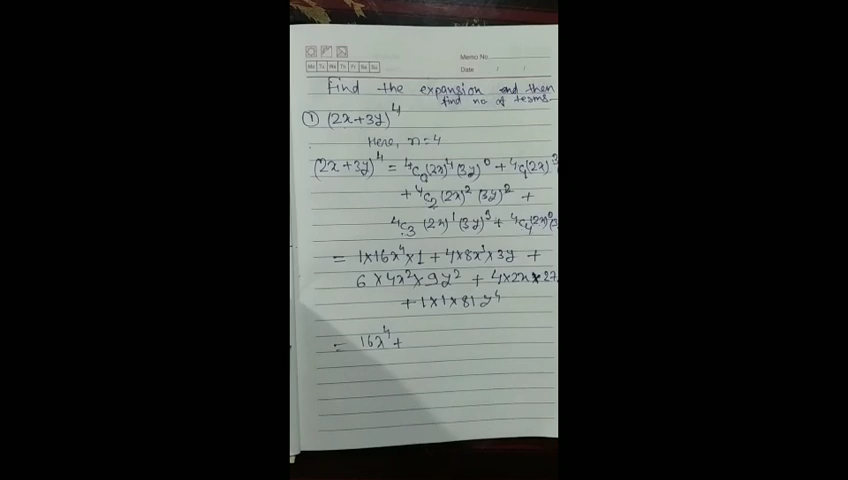 Memo No.
Mo Tu We Th Fr Sa Su
Date / /
Find the expansion and then
find no. of terms.
① (2x+3y)⁴
Here, n=4
(2x+3y)⁴ = ⁴C₀(2x)⁴(3y)⁰ + ⁴C₁(2x)³
+ ⁴C₂(2x)²(3y)² +
⁴C₃(2x)¹(3y)³ + ⁴C₄(2x)⁰(3
= 1×16x⁴×1 + 4×8x³×3y +
6×4x²×9y² + 4×2x×27
+ 1×1×81y⁴
= 16x⁴+